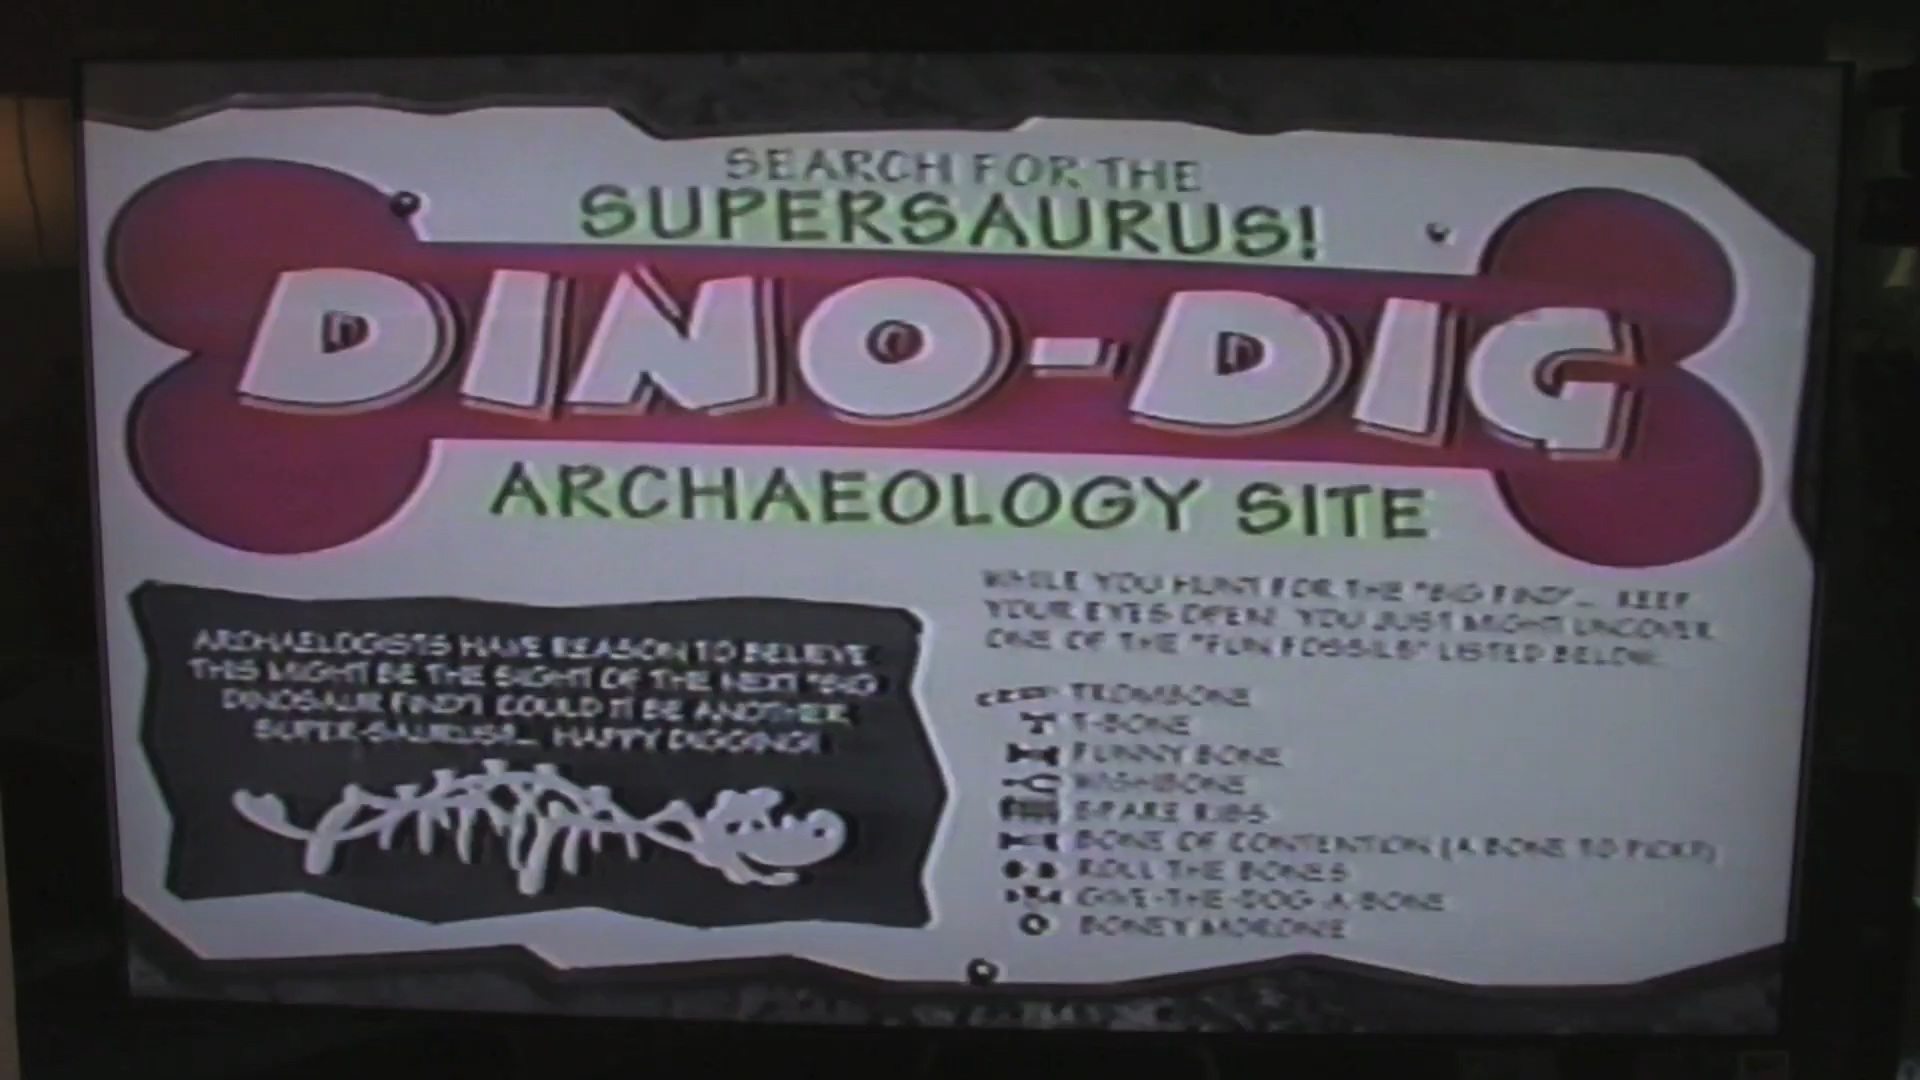 SEARCH FOR THE
SUPERSAURUS!
DINO-DIG
ARCHAEOLOGY SITE
ARCHAELOGISTS HAVE REASON TO BELIEVE
THIS MIGHT BE THE SIGHT OF THE NEXT "BIG
DINOSAUR FIND"! COULD IT BE ANOTHER
SUPER-SAURUS?... HAPPY DIGGING!
WHILE YOU HUNT FOR THE "BIG FIND"... KEEP
YOUR EYES OPEN! YOU JUST MIGHT UNCOVER
ONE OF THE "FUN FOSSILS" LISTED BELOW.
TROMBONE
T-BONE
FUNNY BONE
WISHBONE
SPARE RIBS
BONE OF CONTENTION (A BONE TO PICK?)
ROLL THE BONES
GIVE-THE-DOG-A-BONE
BONEY MORONIE